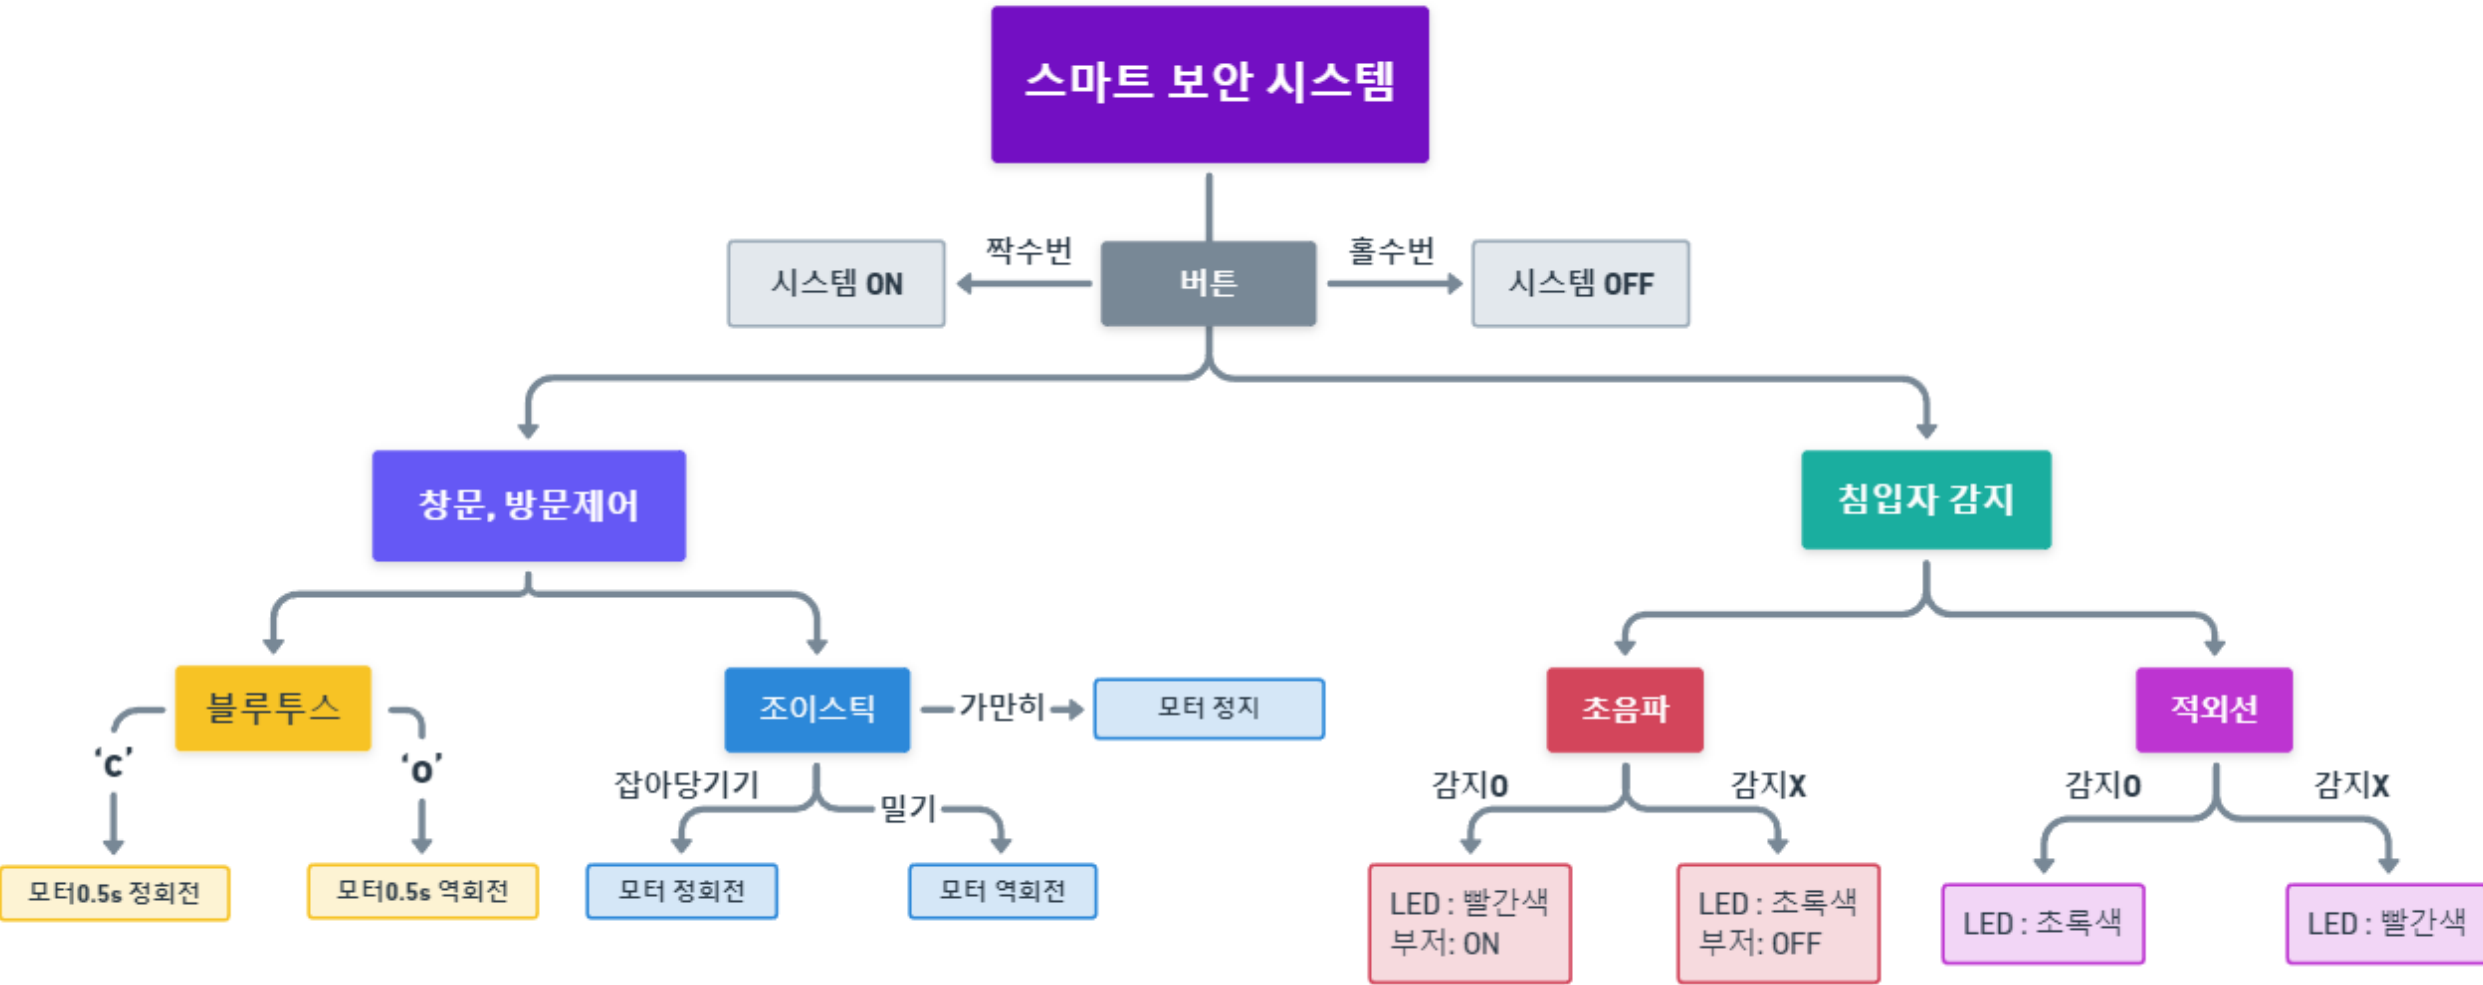 스마트 보안 시스템
시스템 ON
짝수번
버튼
홀수번
시스템 OFF
창문, 방문제어
침입자 감지
블루투스
조이스틱
가만히
모터 정지
초음파
적외선
‘c’
‘o’
잡아당기기
밀기
감지O
감지X
감지O
감지X
모터0.5s 정회전
모터0.5s 역회전
모터 정회전
모터 역회전
LED : 빨간색
부저: ON
LED : 초록색
부저: OFF
LED : 초록색
LED : 빨간색